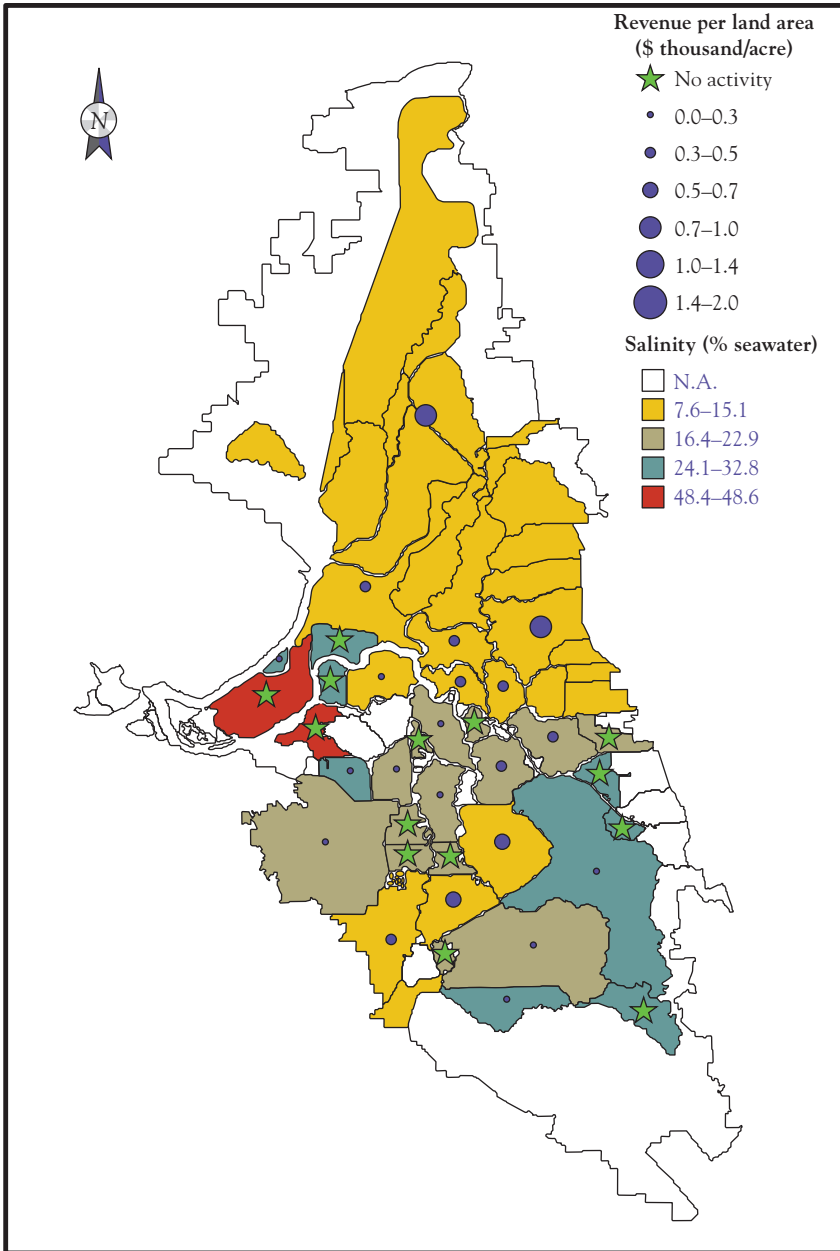 Revenue per land area
($ thousand/acre)
No activity
0.0–0.3
0.3–0.5
0.5–0.7
0.7–1.0
1.0–1.4
1.4–2.0
Salinity (% seawater)
N.A.
7.6–15.1
16.4–22.9
24.1–32.8
48.4–48.6
N